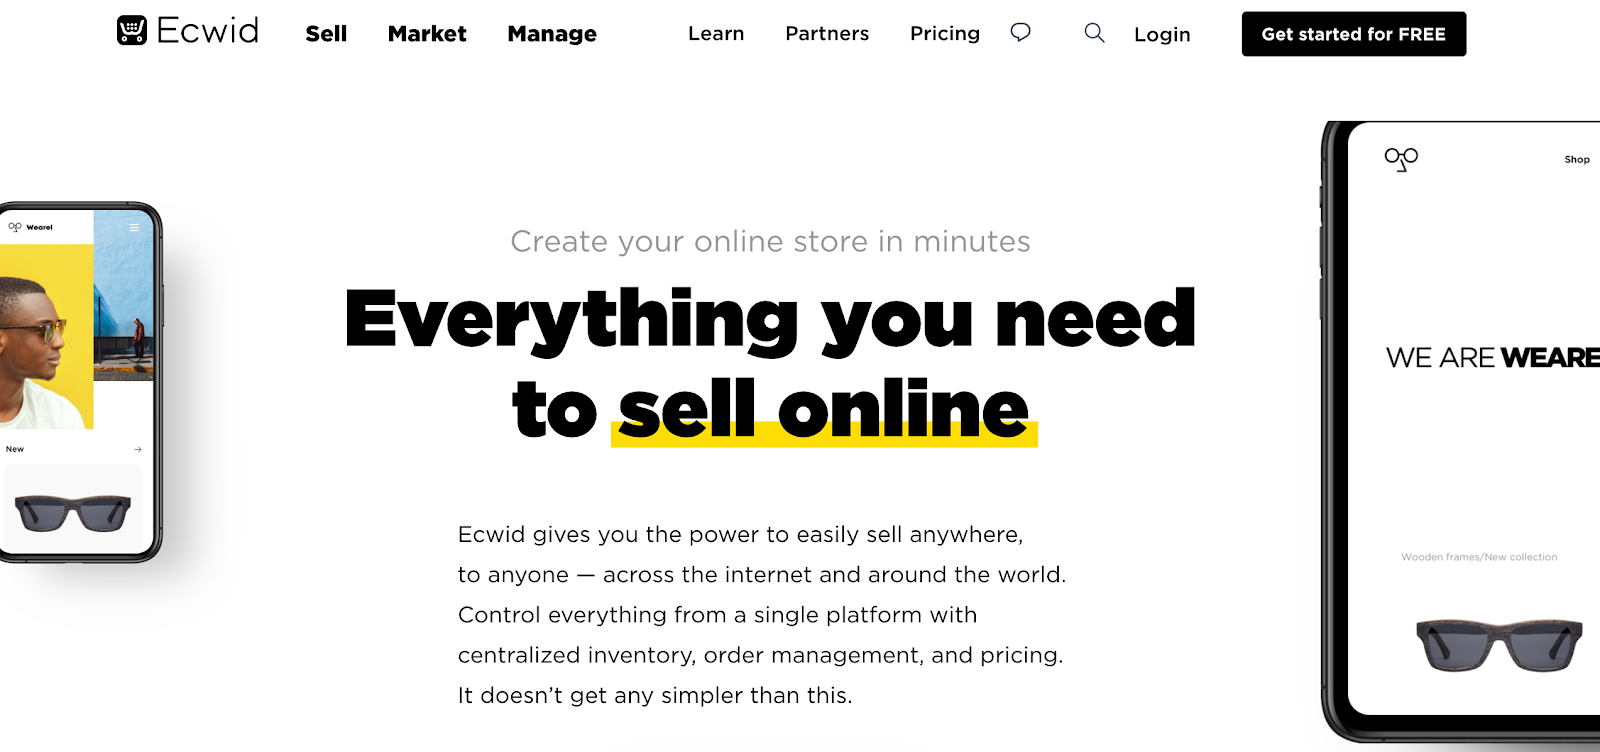 Ecwid
Sell
Market
Manage
Learn
Partners
Pricing
Login
Get started for FREE
Create your online store in minutes
Everything you need
to sell online
Ecwid gives you the power to easily sell anywhere,
to anyone — across the internet and around the world.
Control everything from a single platform with
centralized inventory, order management, and pricing.
It doesn’t get any simpler than this.
Wearel
New
Shop
WE ARE WEARE
Wooden frames/New collection